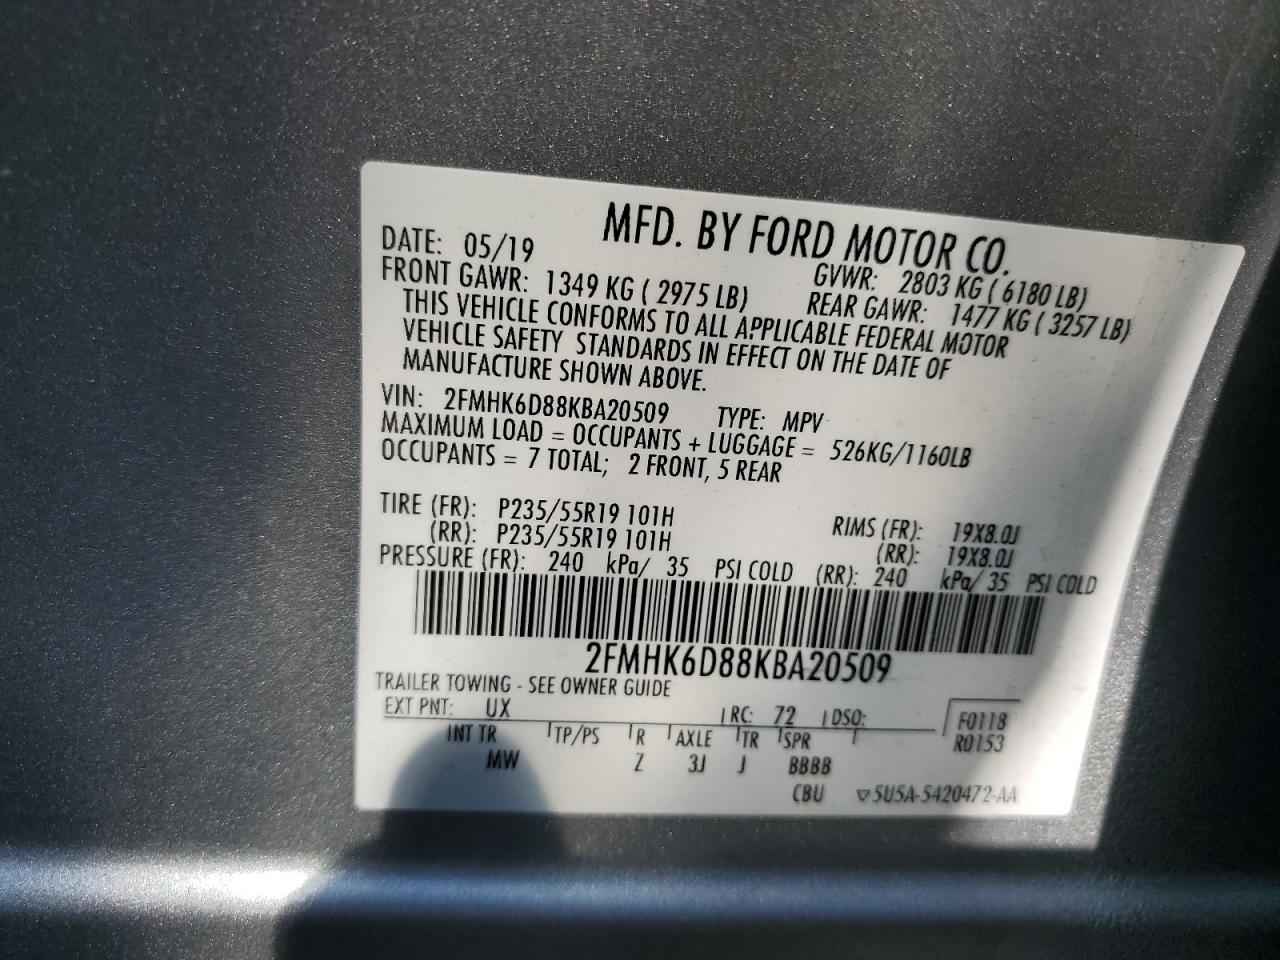 MFD. BY FORD MOTOR CO.
DATE: 05/19 GVWR: 2803 KG ( 6180 LB)
FRONT GAWR: 1349 KG ( 2975 LB) REAR GAWR: 1477 KG ( 3257 LB)
THIS VEHICLE CONFORMS TO ALL APPLICABLE FEDERAL MOTOR
VEHICLE SAFETY STANDARDS IN EFFECT ON THE DATE OF
MANUFACTURE SHOWN ABOVE.
VIN: 2FMHK6D88KBA20509 TYPE: MPV
MAXIMUM LOAD = OCCUPANTS + LUGGAGE = 526KG/1160LB
OCCUPANTS = 7 TOTAL; 2 FRONT, 5 REAR
TIRE (FR): P235/55R19 101H RIMS (FR): 19X8.0J
(RR): P235/55R19 101H (RR): 19X8.0J
PRESSURE (FR): 240 kPa/ 35 PSI COLD (RR): 240 kPa/ 35 PSI COLD
2FMHK6D88KBA20509
TRAILER TOWING - SEE OWNER GUIDE
EXT PNT: UX RC: 72 DSO: F0118
INT TR TP/PS R AXLE TR SPR R0153
MW Z 3J J BBBB
CBU ▽5U5A-5420472-AA